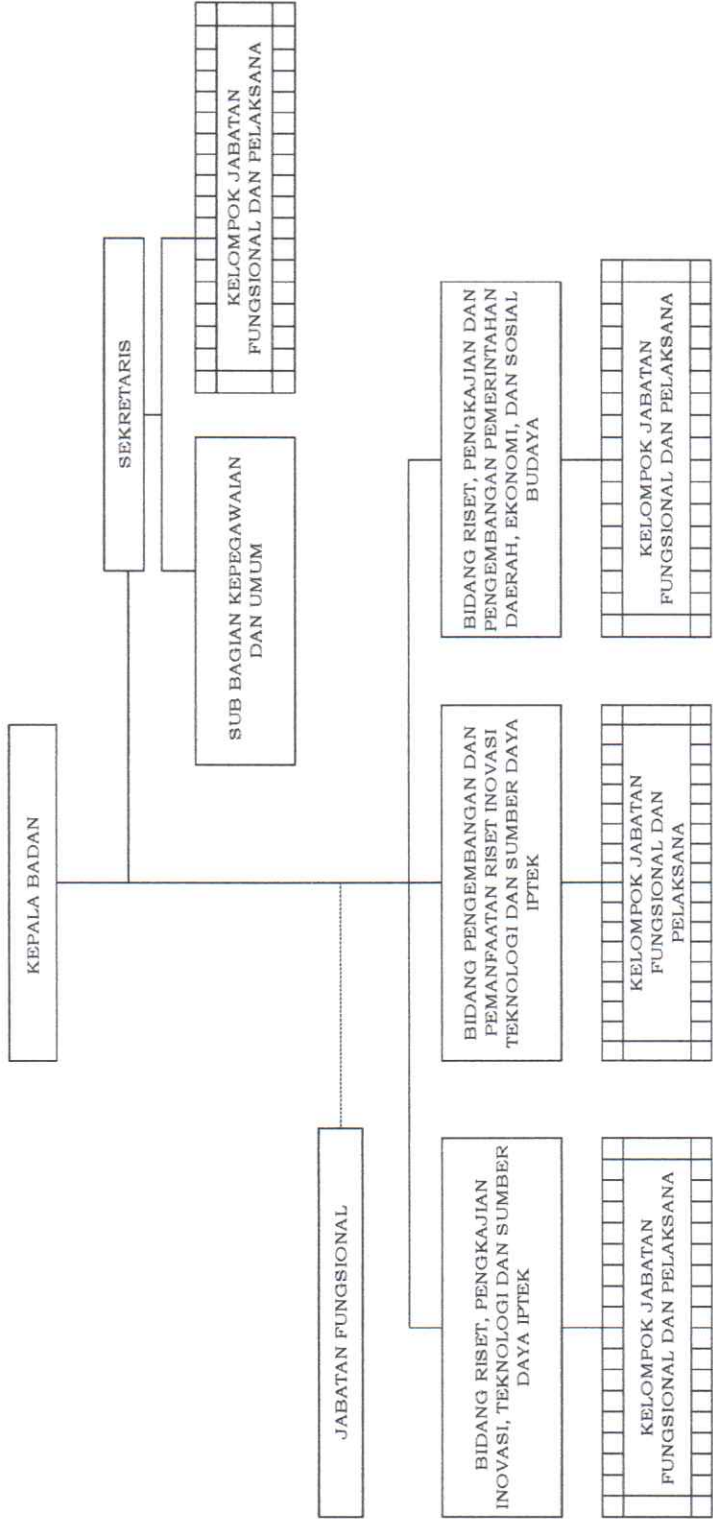 KEPALA BADAN
SEKRETARIS
SUB BAGIAN KEPEGAWAIAN
DAN UMUM
KELOMPOK JABATAN
FUNGSIONAL DAN PELAKSANA
JABATAN FUNGSIONAL
BIDANG RISET, PENGKAJIAN
INOVASI, TEKNOLOGI DAN SUMBER
DAYA IPTEK
BIDANG PENGEMBANGAN DAN
PEMANFAATAN RISET INOVASI
TEKNOLOGI DAN SUMBER DAYA
IPTEK
BIDANG RISET, PENGKAJIAN DAN
PENGEMBANGAN PEMERINTAHAN
DAERAH, EKONOMI, DAN SOSIAL
BUDAYA
KELOMPOK JABATAN
FUNGSIONAL DAN PELAKSANA
KELOMPOK JABATAN
FUNGSIONAL DAN
PELAKSANA
KELOMPOK JABATAN
FUNGSIONAL DAN PELAKSANA